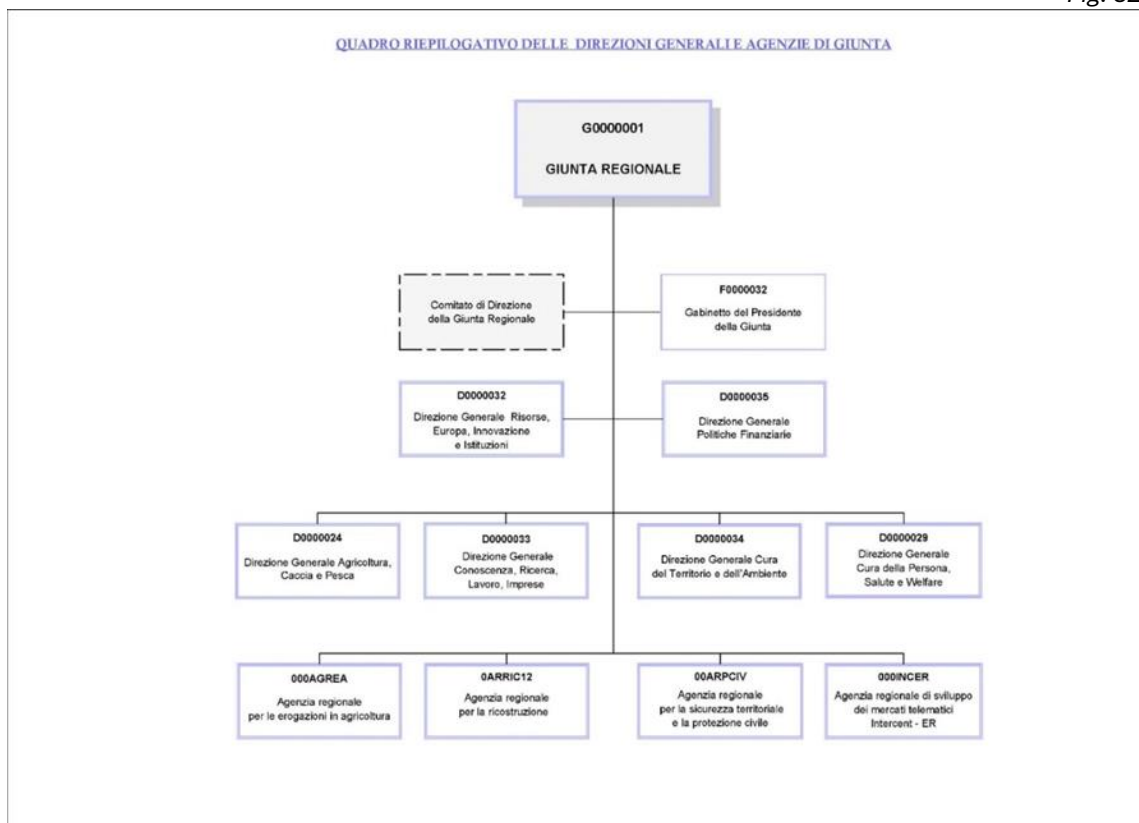 QUADRO RIEPILOGATIVO DELLE DIREZIONI GENERALI E AGENZIE DI GIUNTA
G0000001
GIUNTA REGIONALE
Comitato di Direzione
della Giunta Regionale
F0000032
Gabinetto del Presidente
della Giunta
D0000032
Direzione Generale Risorse,
Europa, Innovazione
e Istituzioni
D0000035
Direzione Generale
Politiche Finanziarie
D0000024
Direzione Generale Agricoltura,
Caccia e Pesca
D0000033
Direzione Generale
Conoscenza, Ricerca,
Lavoro, Imprese
D0000034
Direzione Generale Cura
del Territorio e dell'Ambiente
D0000029
Direzione Generale
Cura della Persona,
Salute e Welfare
000AGREA
Agenzia regionale
per le erogazioni in agricoltura
0ARRIC12
Agenzia regionale
per la ricostruzione
00ARPCIV
Agenzia regionale
per la sicurezza territoriale
e la protezione civile
000INCER
Agenzia regionale di sviluppo
dei mercati telematici
Intercent - ER